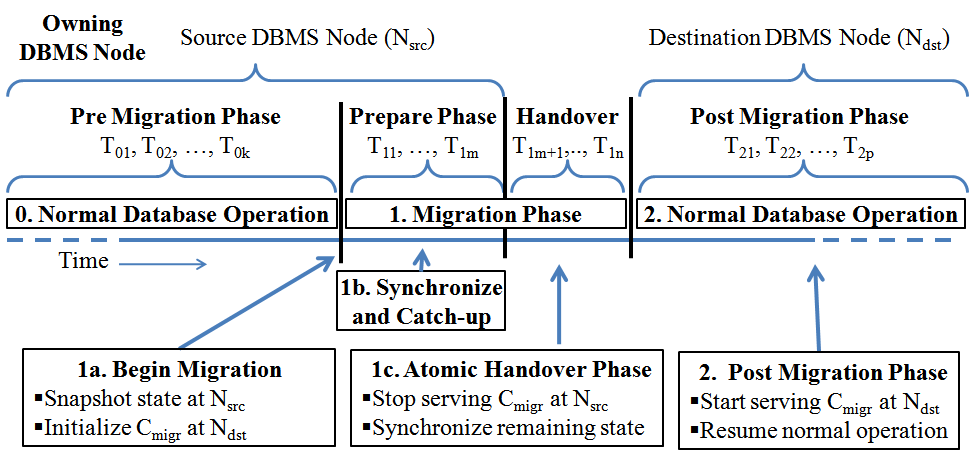 Owning
DBMS Node
Source DBMS Node (Nsrc)
Destination DBMS Node (Ndst)
Pre Migration Phase
T01, T02, …, T0k
Prepare Phase
T11, …, T1m
Handover
T1m+1,.., T1n
Post Migration Phase
T21, T22, …, T2p
0. Normal Database Operation
1. Migration Phase
2. Normal Database Operation
Time
1b. Synchronize
and Catch-up
1a. Begin Migration
▪Snapshot state at Nsrc
▪Initialize Cmigr at Ndst
1c. Atomic Handover Phase
▪Stop serving Cmigr at Nsrc
▪Synchronize remaining state
2. Post Migration Phase
▪Start serving Cmigr at Ndst
▪Resume normal operation